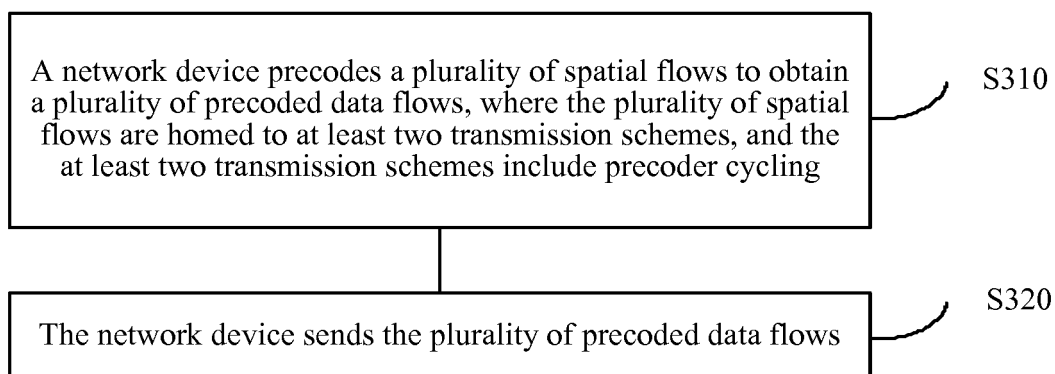 A network device precodes a plurality of spatial flows to obtain
a plurality of precoded data flows, where the plurality of spatial
flows are homed to at least two transmission schemes, and the
at least two transmission schemes include precoder cycling
S310
The network device sends the plurality of precoded data flows
S320